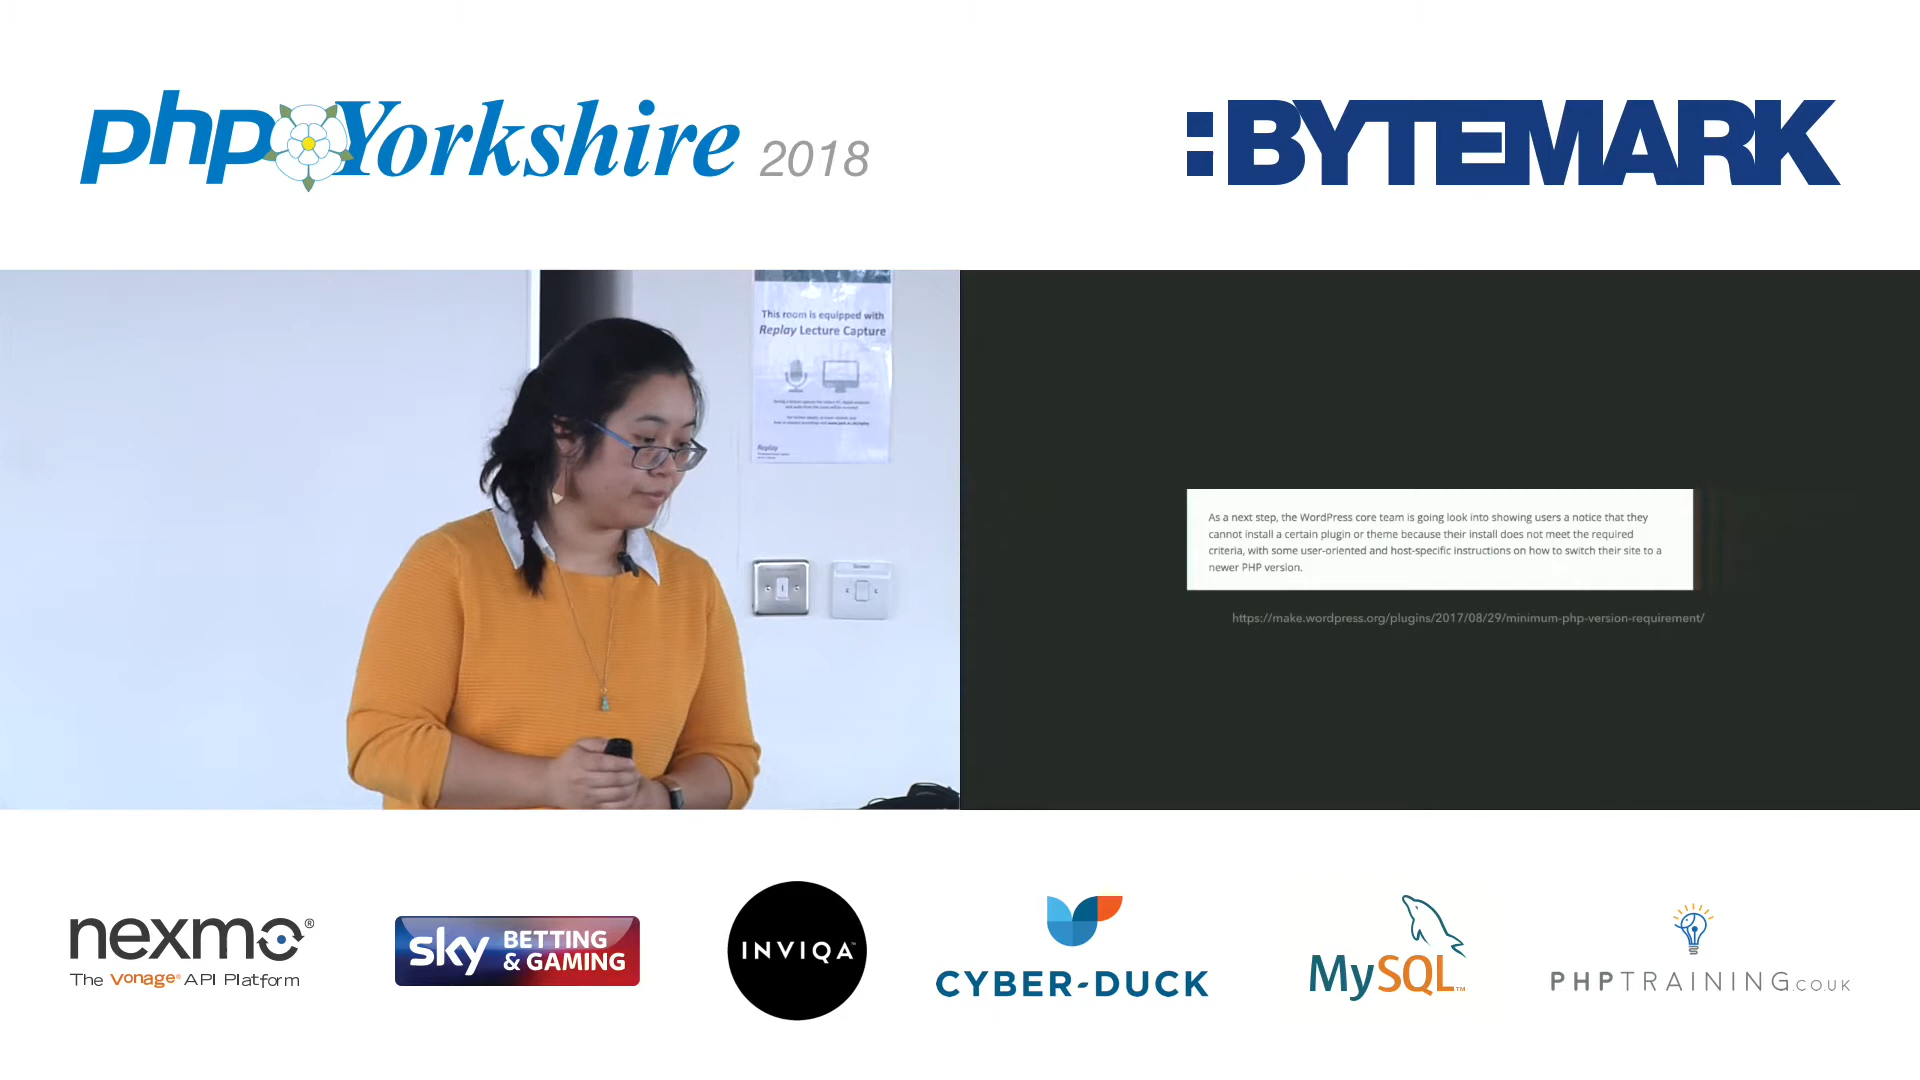 php Yorkshire 2018
:BYTEMARK
This room is equipped with
Replay Lecture Capture
Replay
Screen
As a next step, the WordPress core team is going look into showing users a notice that they
cannot install a certain plugin or theme because their install does not meet the required
criteria, with some user-oriented and host-specific instructions on how to switch their site to a
newer PHP version.
https://make.wordpress.org/plugins/2017/08/29/minimum-php-version-requirement/
nexmo®
The Vonage® API Platform
sky BETTING
& GAMING
INVIQA™
CYBER-DUCK
MySQL™
PHPTRAINING.CO.UK